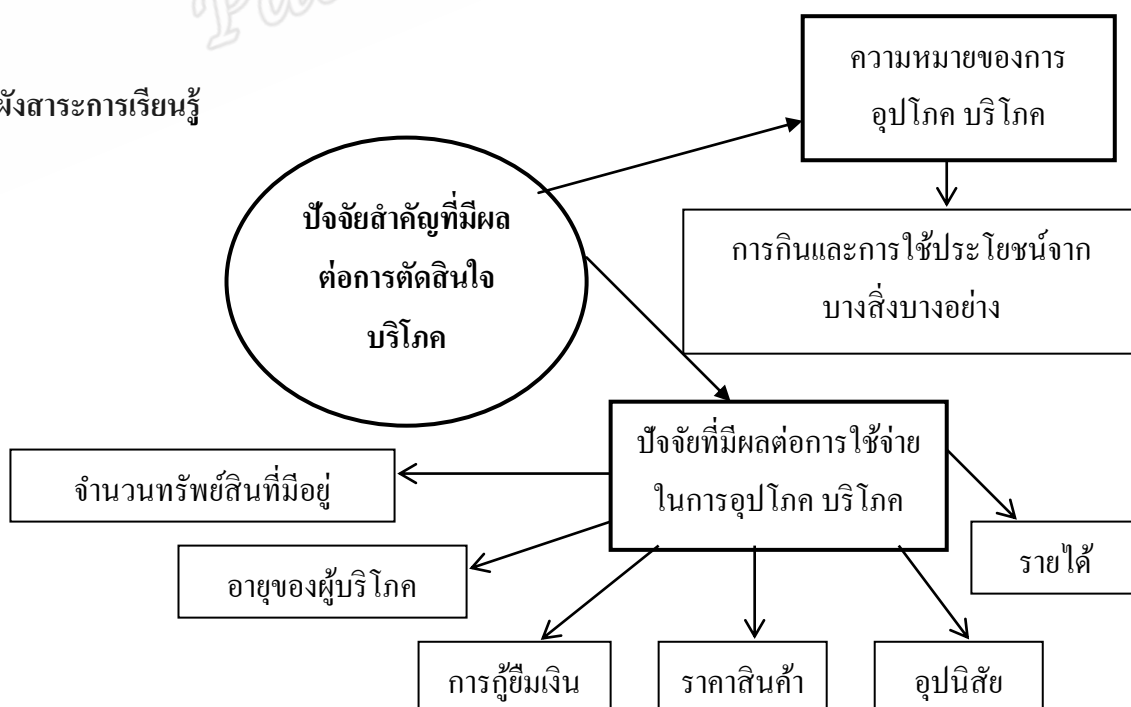 ผังสาระการเรียนรู้
ความหมายของการ
อุปโภค บริโภค
ปัจจัยสำคัญที่มีผล
ต่อการตัดสินใจ
บริโภค
การกินและการใช้ประโยชน์จาก
บางสิ่งบางอย่าง
ปัจจัยที่มีผลต่อการใช้จ่าย
ในการอุปโภค บริโภค
จำนวนทรัพย์สินที่มีอยู่
อายุของผู้บริโภค
รายได้
การกู้ยืมเงิน
ราคาสินค้า
อุปนิสัย